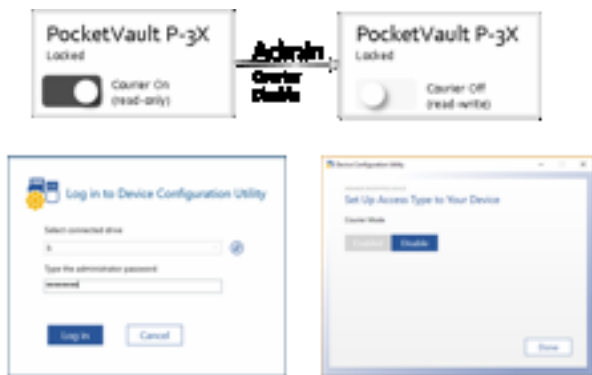 PocketVault P-3X
Locked
Courier On
(read-only)
Admin
Courier
Disable
PocketVault P-3X
Locked
Courier Off
(read-write)
Log in to Device Configuration Utility
Select connected drive
Type the administrator password
Log in
Cancel
Device Configuration Utility
Set Up Access Type to Your Device
Courier Mode
Enabled
Disable
Done